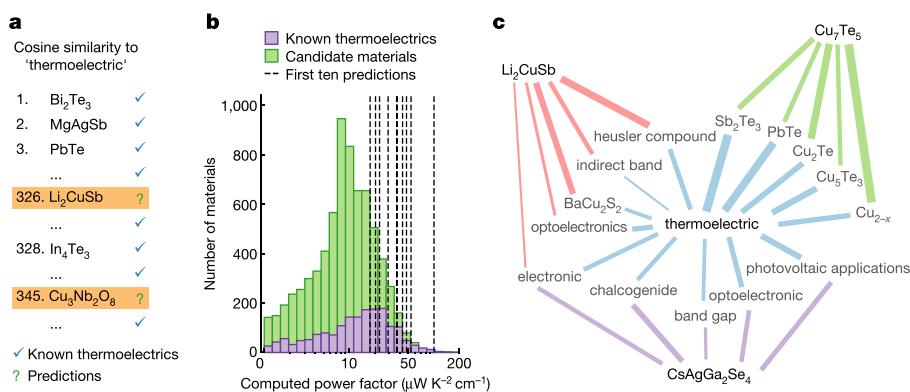 a
Cosine similarity to
'thermoelectric'
1. Bi₂Te₃ ✓
2. MgAgSb ✓
3. PbTe ✓
... ✓
326. Li₂CuSb ?
... ✓
328. In₄Te₃ ✓
... ✓
345. Cu₃Nb₂O₈ ?
... ✓
✓ Known thermoelectrics
? Predictions
b
Known thermoelectrics
Candidate materials
First ten predictions
Number of materials
1,000
800
600
400
200
0
0 10 50 200
Computed power factor (μW K⁻² cm⁻¹)
c
Cu₇Te₅
Li₂CuSb
Sb₂Te₃
heusler compound
PbTe
indirect band
Cu₂Te
Cu₅Te₃
BaCu₂S₂
Cu₂₋ₓ
optoelectronics
thermoelectric
electronic
photovoltaic applications
chalcogenide
optoelectronic
band gap
CsAgGa₂Se₄